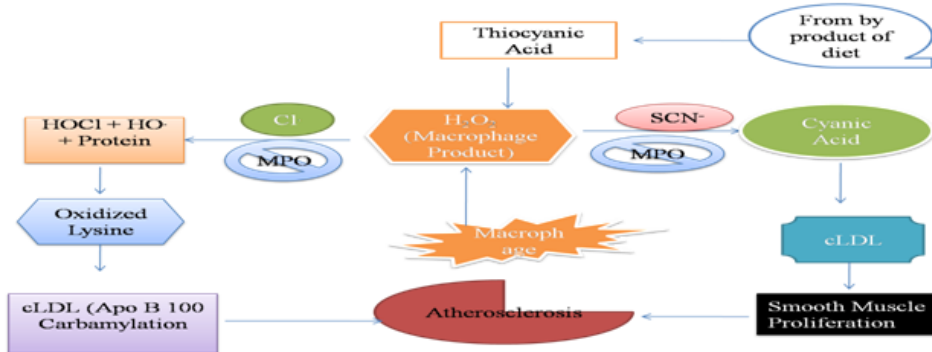 Thiocyanic
Acid
From by
product of
diet
HOCl + HO·
+ Protein
Cl
MPO
H₂O₂
(Macrophage
Product)
SCN-
MPO
Cyanic
Acid
Oxidized
Lysine
Macroph
age
cLDL
cLDL (Apo B 100
Carbamylation
Atherosclerosis
Smooth Muscle
Proliferation